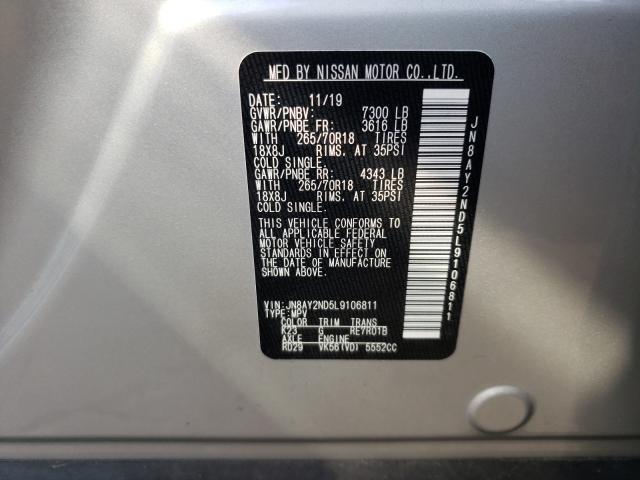 MFD BY NISSAN MOTOR CO.,LTD.
DATE: 11/19
GVWR/PNBV: 7300 LB
GAWR/PNBE FR: 3616 LB
WITH 265/70R18 TIRES
18X8J RIMS. AT 35PSI
COLD SINGLE.
GAWR/PNBE RR: 4343 LB
WITH 265/70R18 TIRES
18X8J RIMS. AT 35PSI
COLD SINGLE.
THIS VEHICLE CONFORMS TO
ALL APPLICABLE FEDERAL
MOTOR VEHICLE SAFETY
STANDARDS IN EFFECT ON
THE DATE OF MANUFACTURE
SHOWN ABOVE.
VIN:JN8AY2ND5L9106811
TYPE:MPV
COLOR TRIM TRANS
K23 G RE7R01B
AXLE ENGINE
RD29 VK56(VD) 5552CC
JN8AY2ND5L9106811